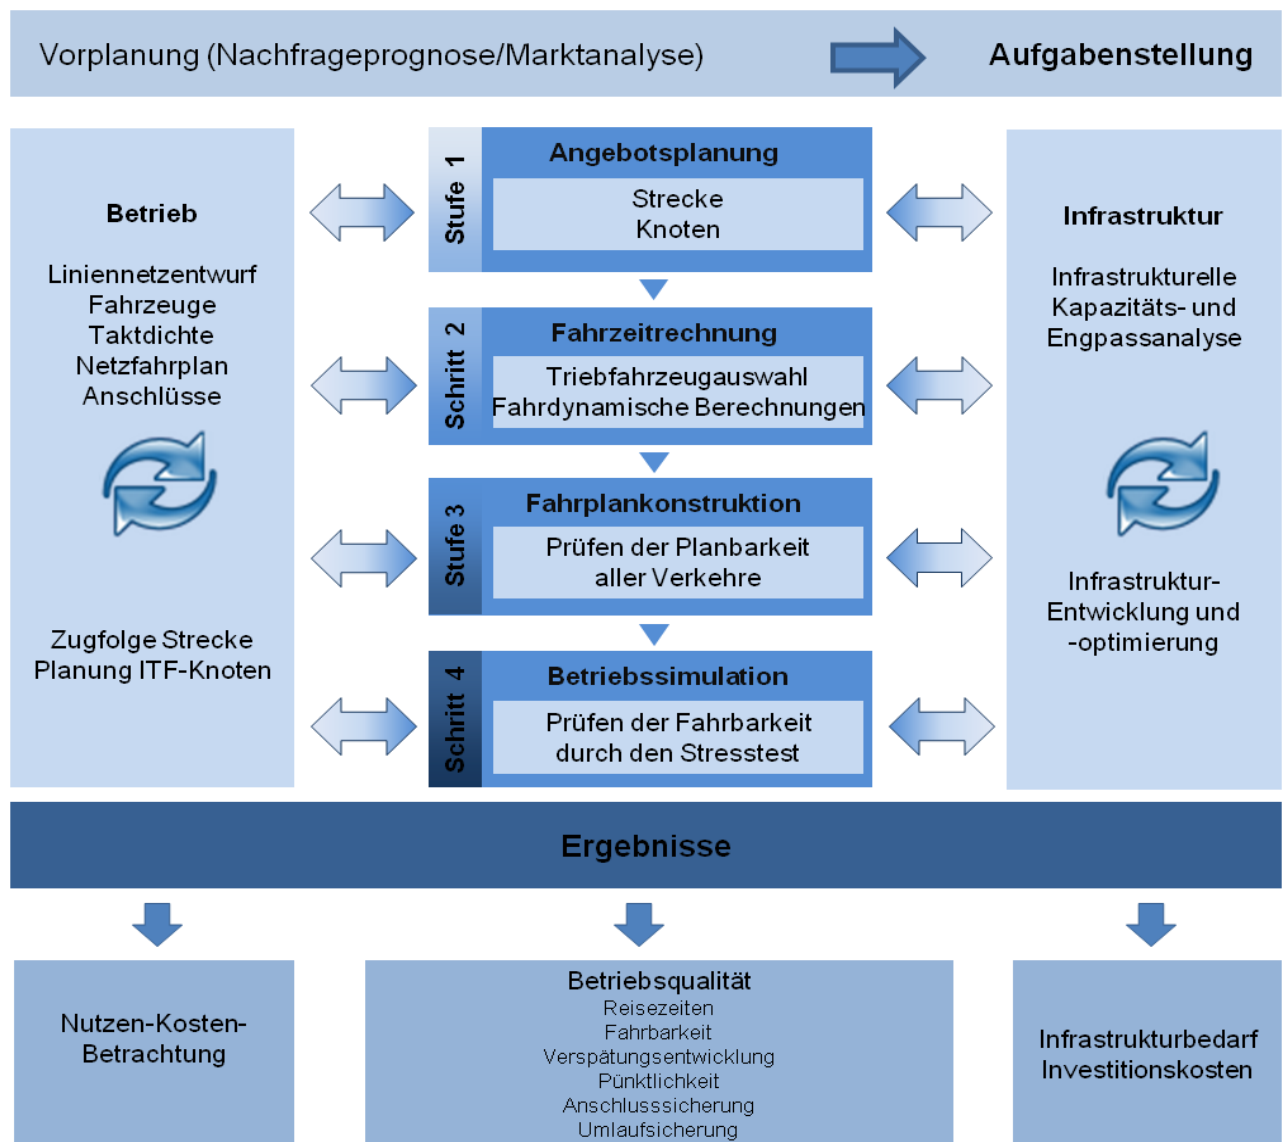 Vorplanung (Nachfrageprognose/Marktanalyse)
Aufgabenstellung
Betrieb
Liniennetzentwurf
Fahrzeuge
Taktdichte
Netzfahrplan
Anschlüsse
Zugfolge Strecke
Planung ITF-Knoten
Stufe 1
Angebotsplanung
Strecke
Knoten
Schritt 2
Fahrzeitrechnung
Triebfahrzeugauswahl
Fahrdynamische Berechnungen
Stufe 3
Fahrplankonstruktion
Prüfen der Planbarkeit
aller Verkehre
Schritt 4
Betriebssimulation
Prüfen der Fahrbarkeit
durch den Stresstest
Infrastruktur
Infrastrukturelle
Kapazitäts- und
Engpassanalyse
Infrastruktur-
Entwicklung und
-optimierung
Ergebnisse
Nutzen-Kosten-
Betrachtung
Betriebsqualität
Reisezeiten
Fahrbarkeit
Verspätungsentwicklung
Pünktlichkeit
Anschlusssicherung
Umlaufsicherung
Infrastrukturbedarf
Investitionskosten